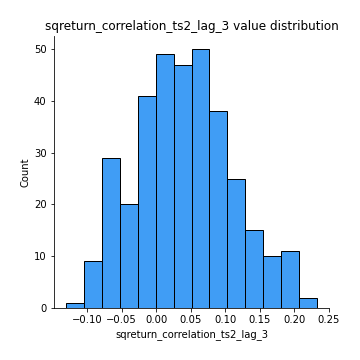 sqreturn_correlation_ts2_lag_3 value distribution
50
40
30
20
10
0
Count
−0.10 −0.05 0.00 0.05 0.10 0.15 0.20 0.25
sqreturn_correlation_ts2_lag_3